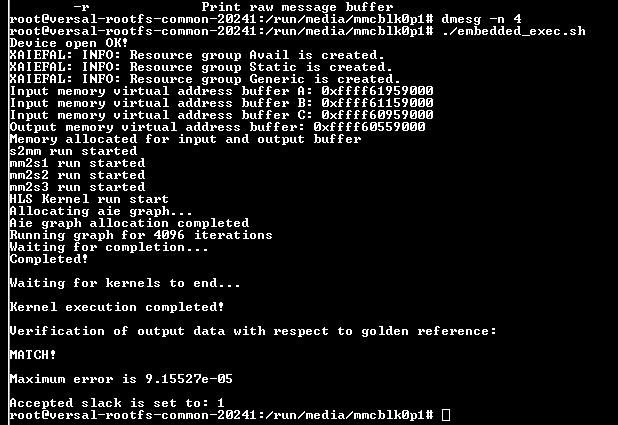 -r Print raw message buffer
root@versal-rootfs-common-20241:/run/media/mmcblk0p1# dmesg -n 4
root@versal-rootfs-common-20241:/run/media/mmcblk0p1# ./embedded_exec.sh
Device open OK!
XAIEFAL: INFO: Resource group Avail is created.
XAIEFAL: INFO: Resource group Static is created.
XAIEFAL: INFO: Resource group Generic is created.
Input memory virtual address buffer A: 0xffff61959000
Input memory virtual address buffer B: 0xffff61159000
Input memory virtual address buffer C: 0xffff60959000
Output memory virtual address buffer: 0xffff60559000
Memory allocated for input and output buffer
s2mm run started
mm2s1 run started
mm2s2 run started
mm2s3 run started
HLS Kernel run start
Allocating aie graph...
Aie graph allocation completed
Running graph for 4096 iterations
Waiting for completion...
Completed!
Waiting for kernels to end...
Kernel execution completed!
Verification of output data with respect to golden reference:
MATCH!
Maximum error is 9.15527e-05
Accepted slack is set to: 1
root@versal-rootfs-common-20241:/run/media/mmcblk0p1#